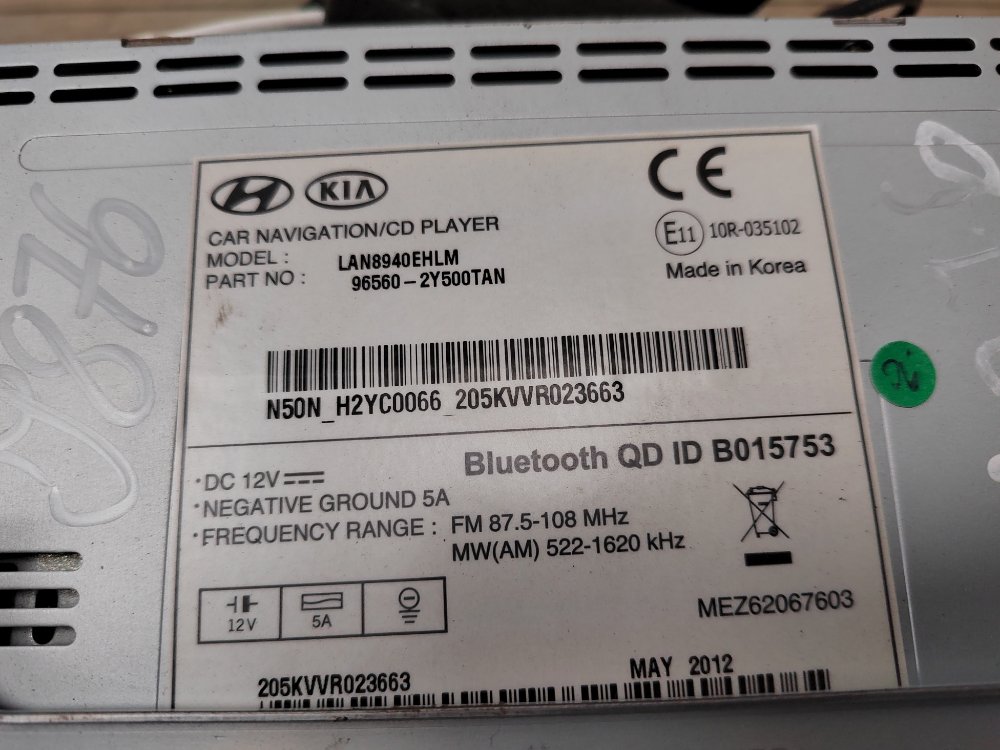 KIA
CAR NAVIGATION/CD PLAYER
MODEL : LAN8940EHLM
PART NO : 96560-2Y500TAN
CE
E11 10R-035102
Made in Korea
N50N_H2YC0066_205KVVR023663
Bluetooth QD ID B015753
·DC 12V
·NEGATIVE GROUND 5A
·FREQUENCY RANGE : FM 87.5-108 MHz
MW(AM) 522-1620 kHz
12V 5A
MEZ62067603
205KVVR023663
MAY 2012